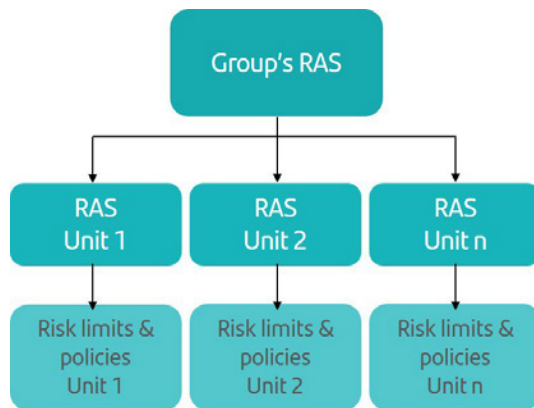 Group's RAS
RAS
Unit 1
RAS
Unit 2
RAS
Unit n
Risk limits &
policies
Unit 1
Risk limits &
policies
Unit 2
Risk limits &
policies
Unit n